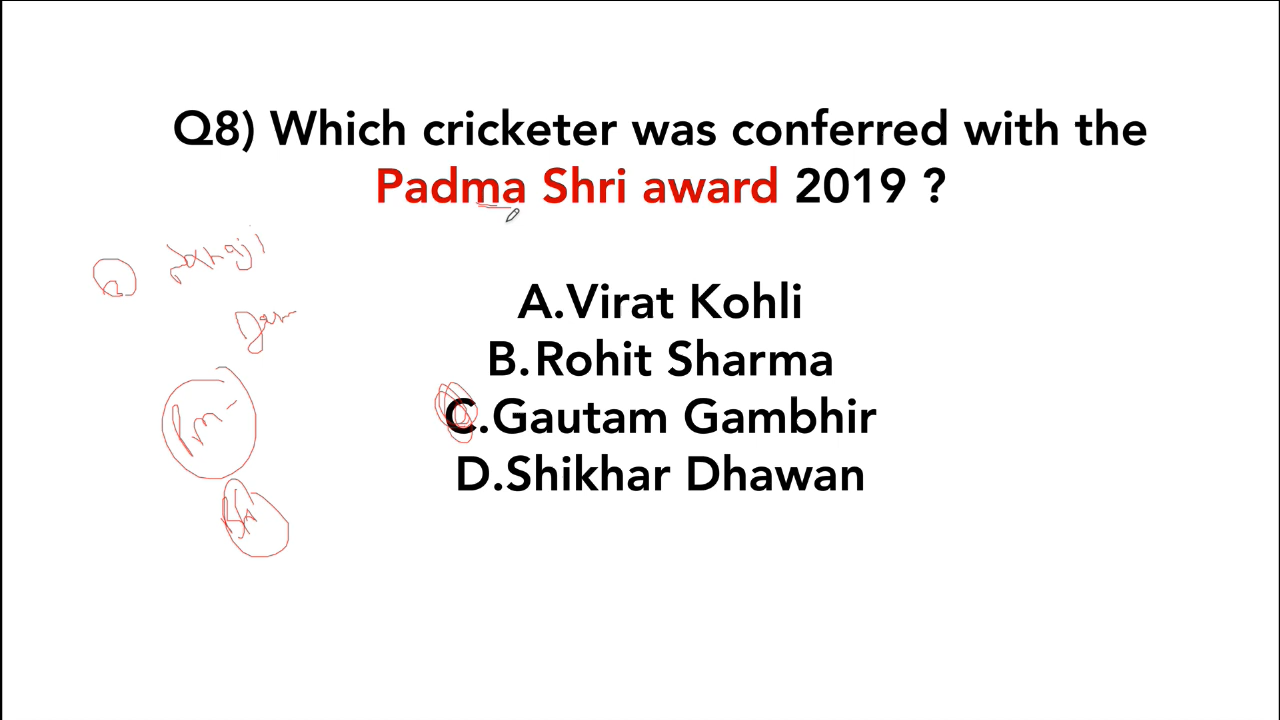 Q8) Which cricketer was conferred with the
Padma Shri award 2019 ?
A.Virat Kohli
B.Rohit Sharma
C.Gautam Gambhir
D.Shikhar Dhawan